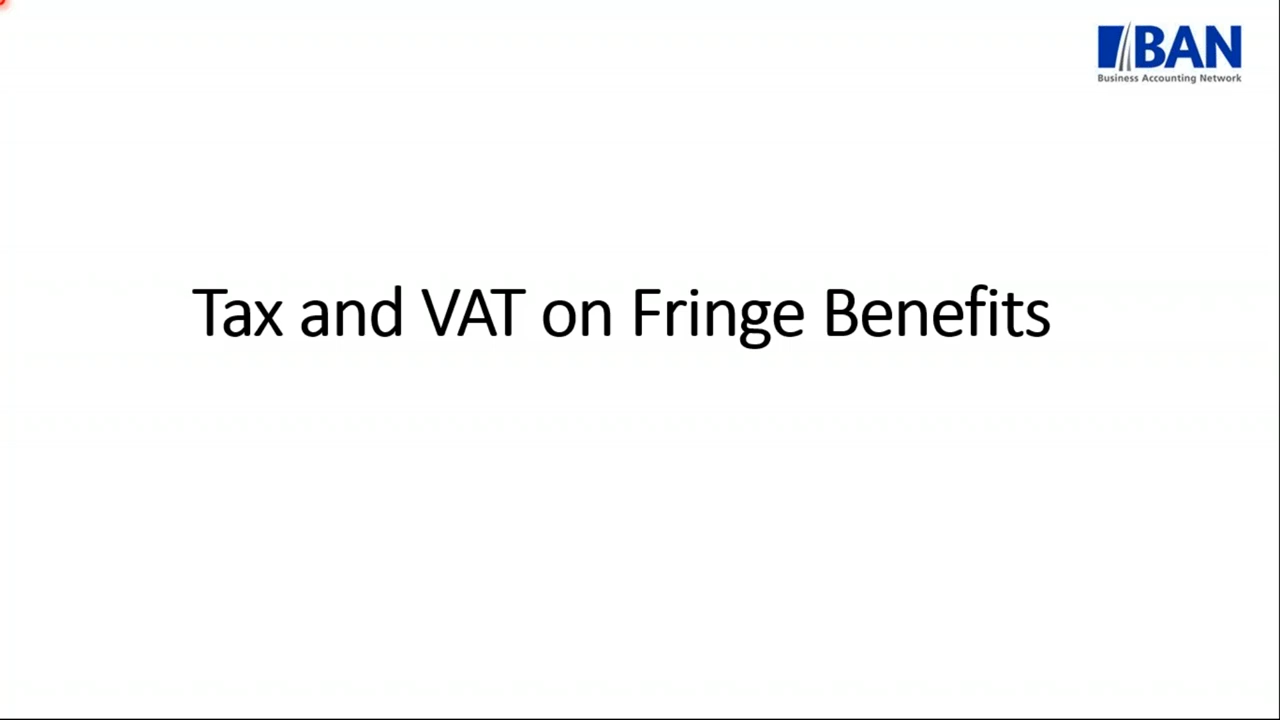 BAN
Business Accounting Network
Tax and VAT on Fringe Benefits